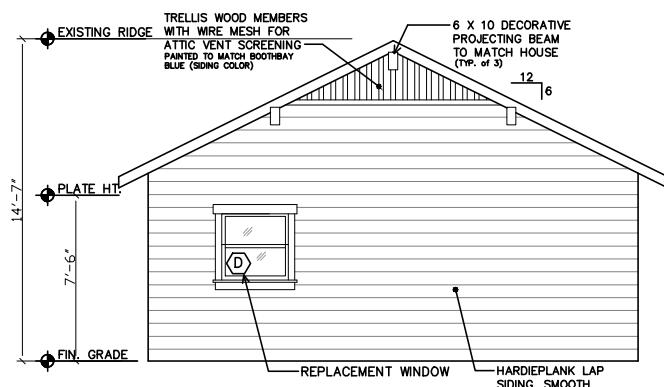 EXISTING RIDGE
TRELLIS WOOD MEMBERS
WITH WIRE MESH FOR
ATTIC VENT SCREENING
PAINTED TO MATCH BOOTHBAY
BLUE (SIDING COLOR)
6 X 10 DECORATIVE
PROJECTING BEAM
TO MATCH HOUSE
(TYP. of 3)
12
6
14'-7"
PLATE HT.
7'-6"
D
FIN. GRADE
REPLACEMENT WINDOW
HARDIEPLANK LAP
SIDING, SMOOTH